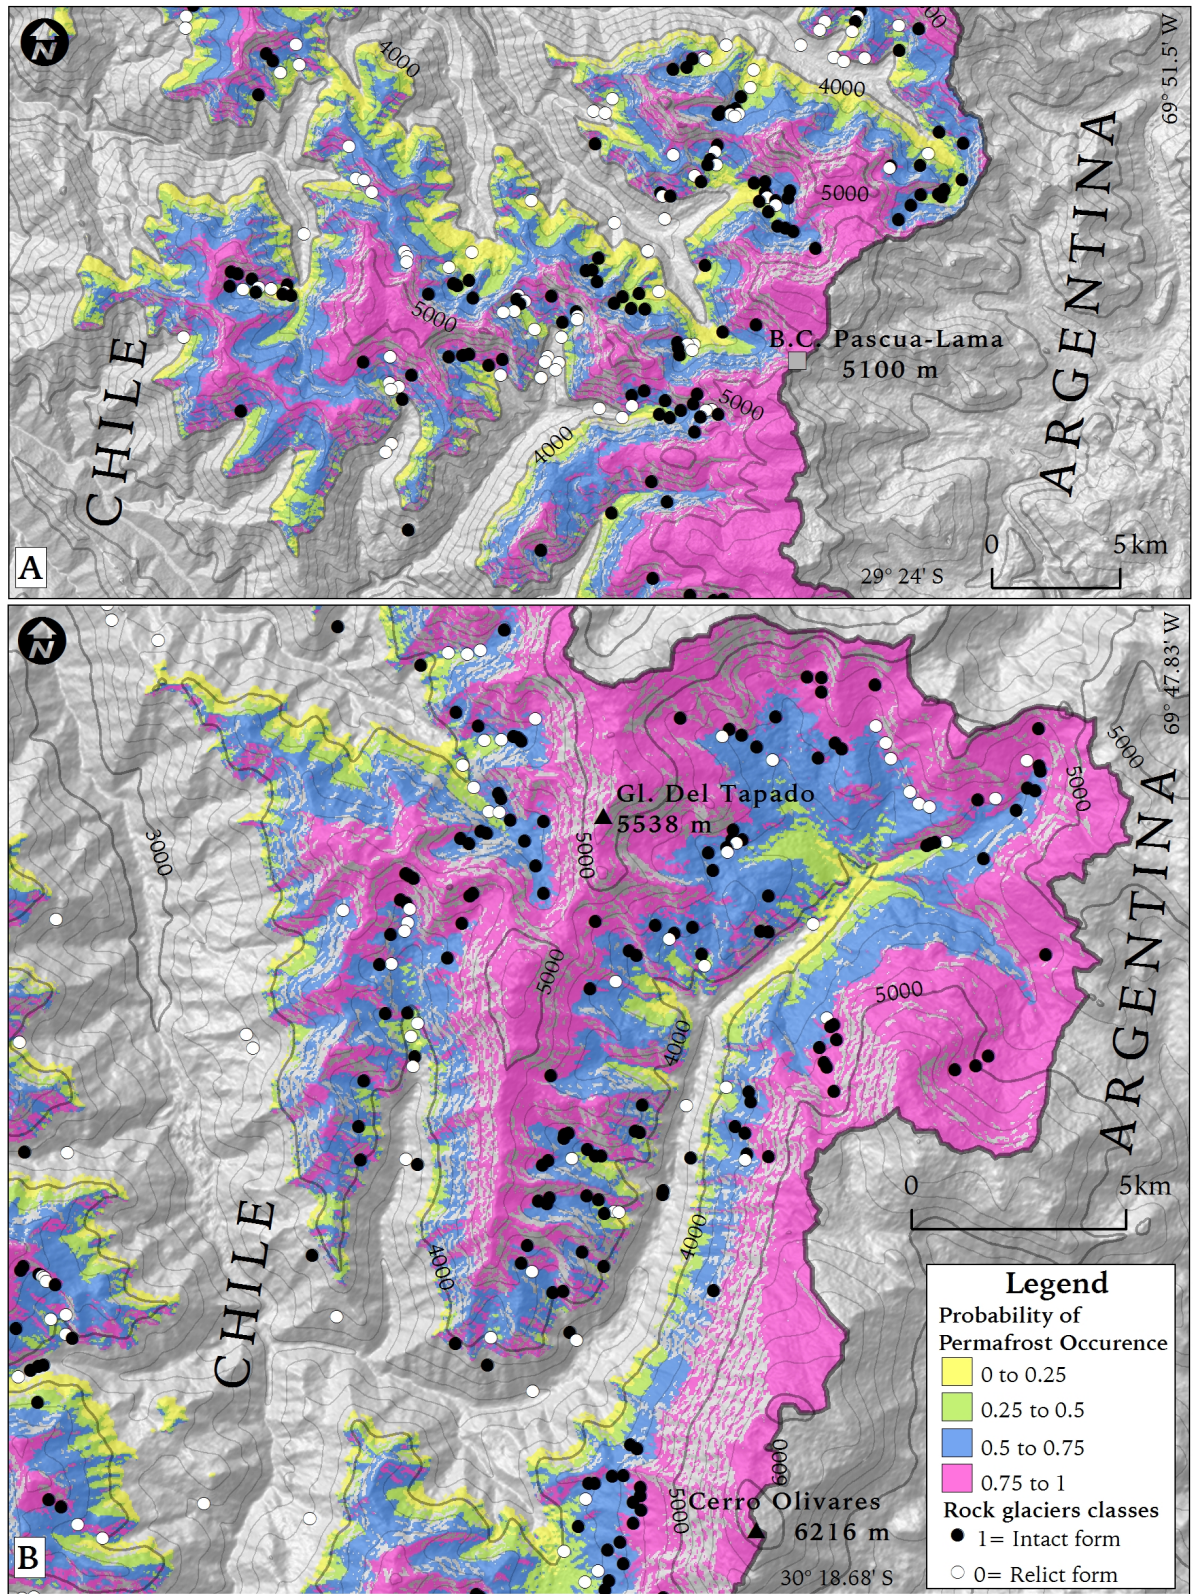 N
4000
00
69° 51.5' W
4000
5000
5000
B.C. Pascua-Lama
5100 m
5000
4000
CHILE
ARGENTINA
0 5 km
29° 24' S
A
N
69° 47.83' W
5000
5000
Gl. Del Tapado
5538 m
3000
5000
5000
5000
4000
4000
4000
CHILE
ARGENTINA
0 5 km
Legend
Probability of
Permafrost Occurence
0 to 0.25
0.25 to 0.5
0.5 to 0.75
0.75 to 1
Rock glaciers classes
1= Intact form
0= Relict form
6000
5000
Cerro Olivares
6216 m
30° 18.68' S
B